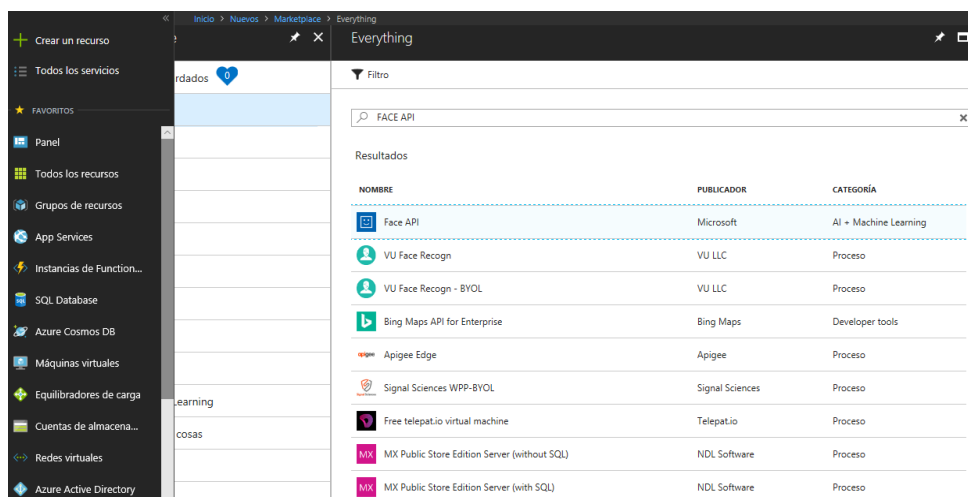 Inicio > Nuevos > Marketplace > Everything
Crear un recurso
Todos los servicios
FAVORITOS
Panel
Todos los recursos
Grupos de recursos
App Services
Instancias de Function...
SQL Database
Azure Cosmos DB
Máquinas virtuales
Equilibradores de carga
Cuentas de almacena...
Redes virtuales
Azure Active Directory
rdados 0
Learning
cosas
Everything
Filtro
FACE API
Resultados
NOMBRE PUBLICADOR CATEGORÍA
Face API Microsoft AI + Machine Learning
VU Face Recogn VU LLC Proceso
VU Face Recogn - BYOL VU LLC Proceso
Bing Maps API for Enterprise Bing Maps Developer tools
apigee Apigee Edge Apigee Proceso
Signal Sciences WPP-BYOL Signal Sciences Proceso
Free telepat.io virtual machine Telepat.io Proceso
MX MX Public Store Edition Server (without SQL) NDL Software Proceso
MX MX Public Store Edition Server (with SQL) NDL Software Proceso